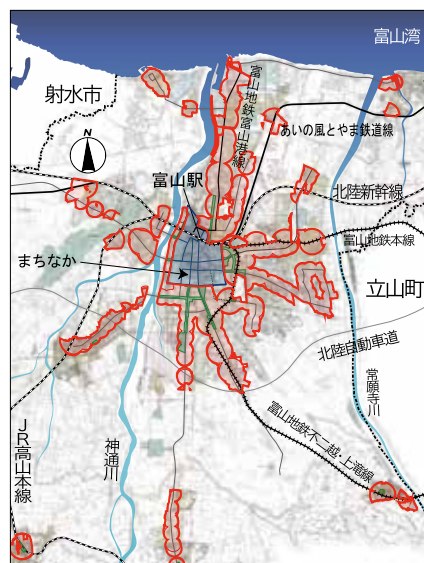 富山湾
射水市
富山地鉄富山港線
あいの風とやま鉄道線
N
富山駅
北陸新幹線
富山地鉄本線
まちなか
立山町
北陸自動車道
常願寺川
富山地鉄不二越・上滝線
JR高山本線
神通川